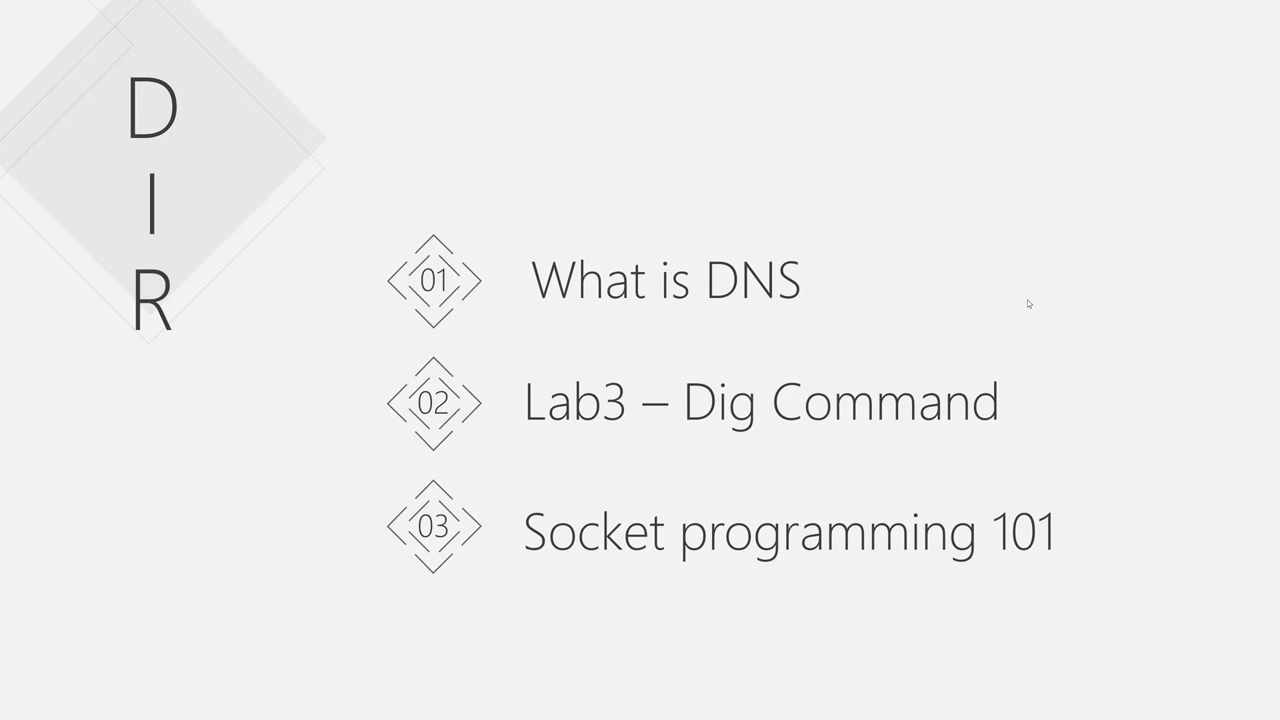 D
I
R
01 What is DNS
02 Lab3 – Dig Command
03 Socket programming 101